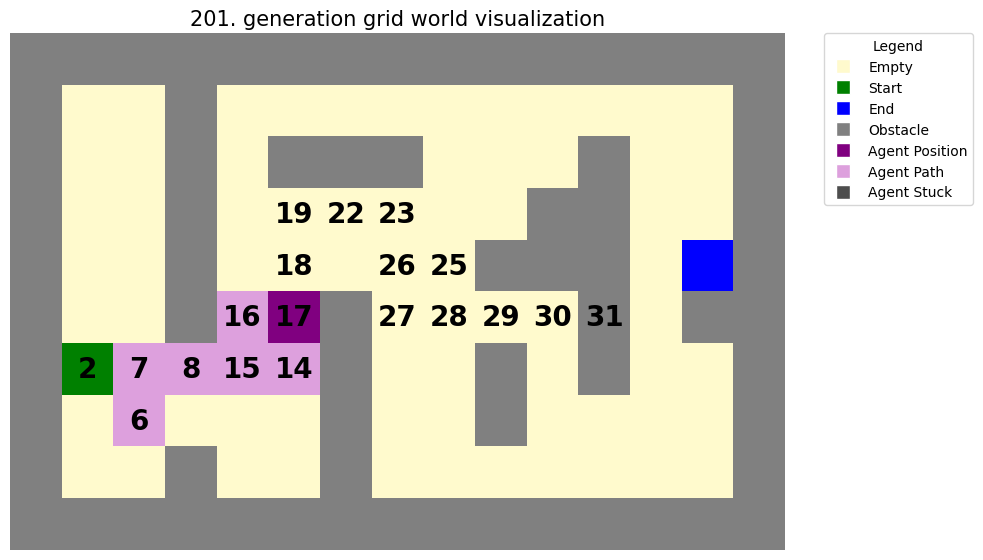 201. generation grid world visualization
Legend
Empty
Start
End
Obstacle
Agent Position
Agent Path
Agent Stuck
19 22 23
18 26 25
16 17 27 28 29 30 31
2 7 8 15 14
6